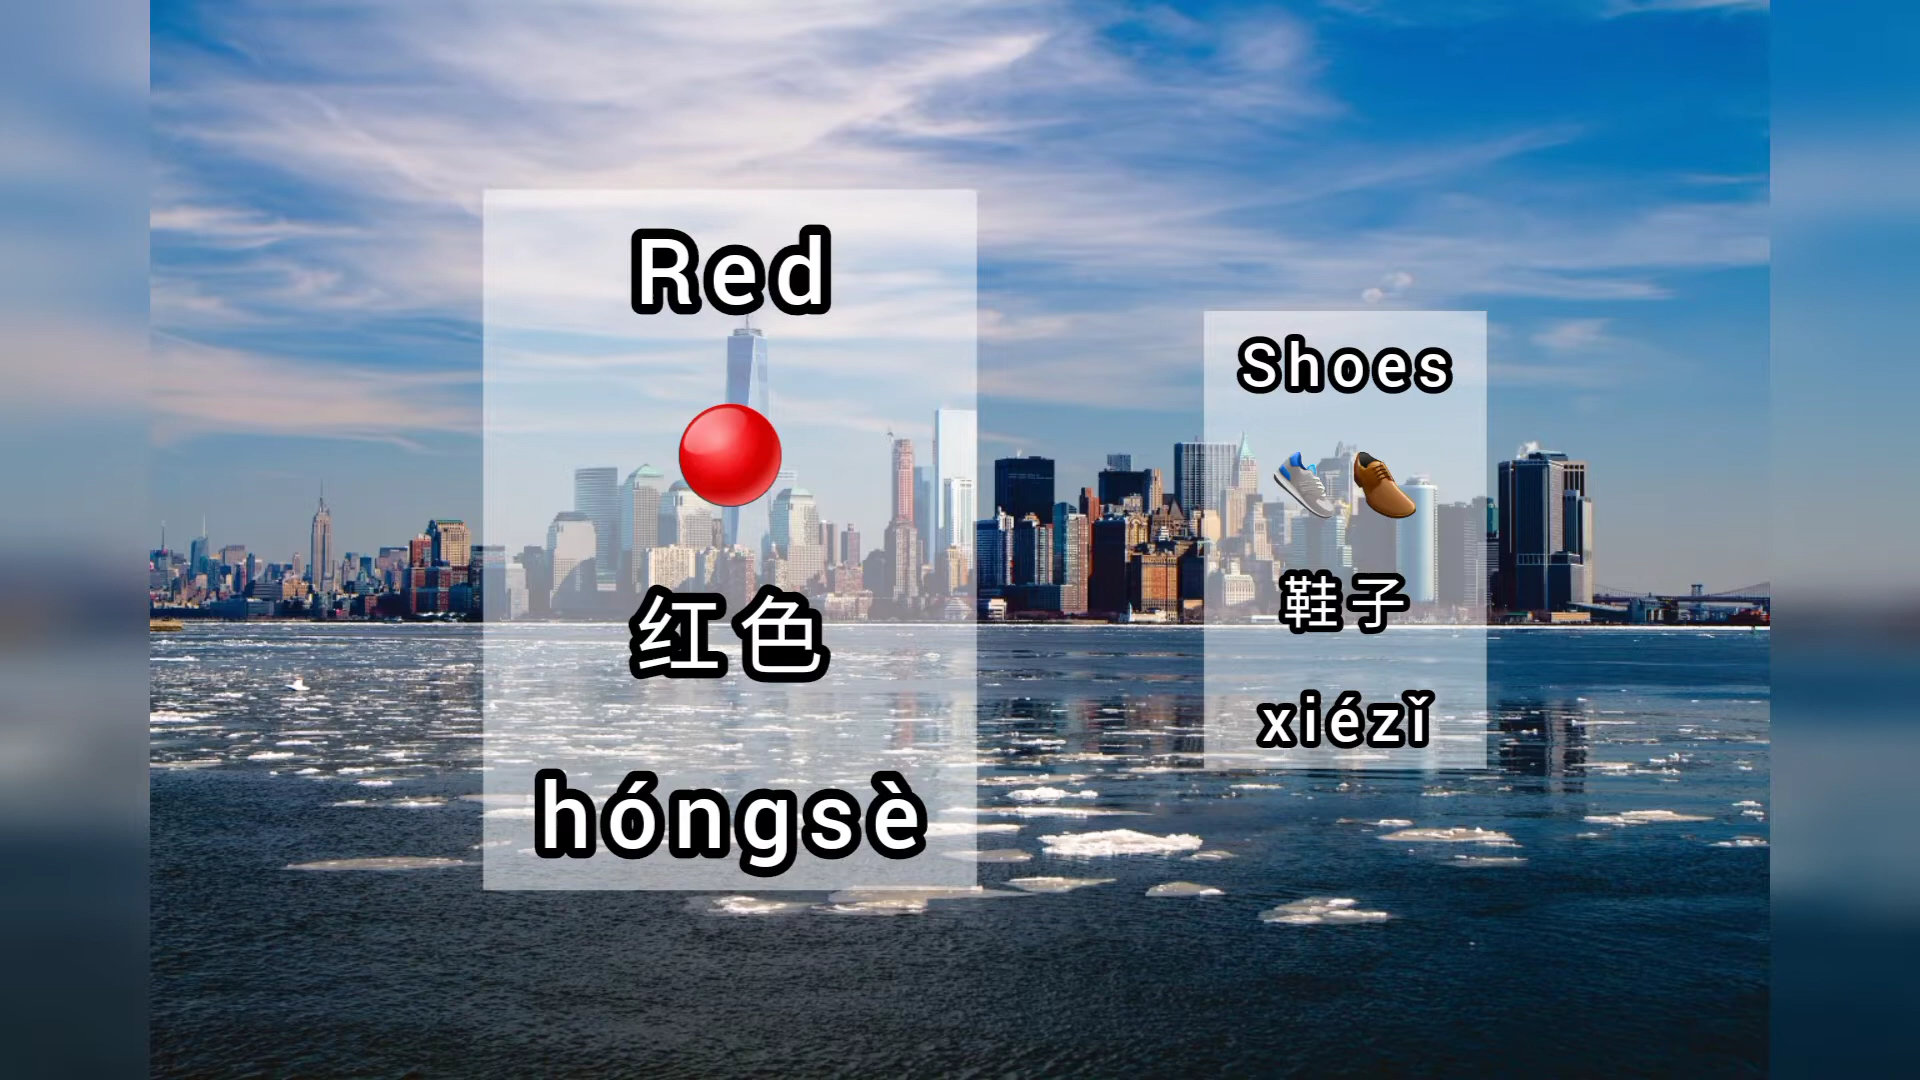 Red
红色
hóngsè
Shoes
鞋子
xiézǐ